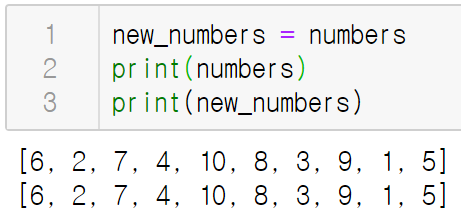 1 new_numbers = numbers
2 print(numbers)
3 print(new_numbers)
[6, 2, 7, 4, 10, 8, 3, 9, 1, 5]
[6, 2, 7, 4, 10, 8, 3, 9, 1, 5]